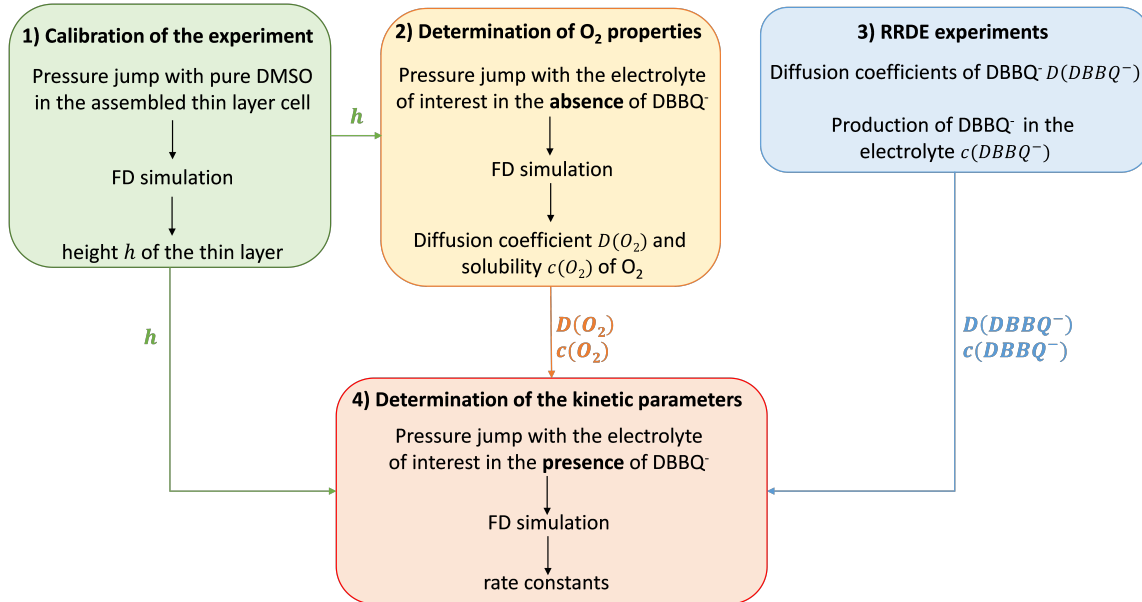 1) Calibration of the experiment
Pressure jump with pure DMSO
in the assembled thin layer cell
FD simulation
height h of the thin layer
h
2) Determination of O₂ properties
Pressure jump with the electrolyte
of interest in the absence of DBBQ⁻
FD simulation
Diffusion coefficient D(O₂) and
solubility c(O₂) of O₂
3) RRDE experiments
Diffusion coefficients of DBBQ⁻ D(DBBQ⁻)
Production of DBBQ⁻ in the
electrolyte c(DBBQ⁻)
h
D(O₂)
c(O₂)
D(DBBQ⁻)
c(DBBQ⁻)
4) Determination of the kinetic parameters
Pressure jump with the electrolyte
of interest in the presence of DBBQ⁻
FD simulation
rate constants